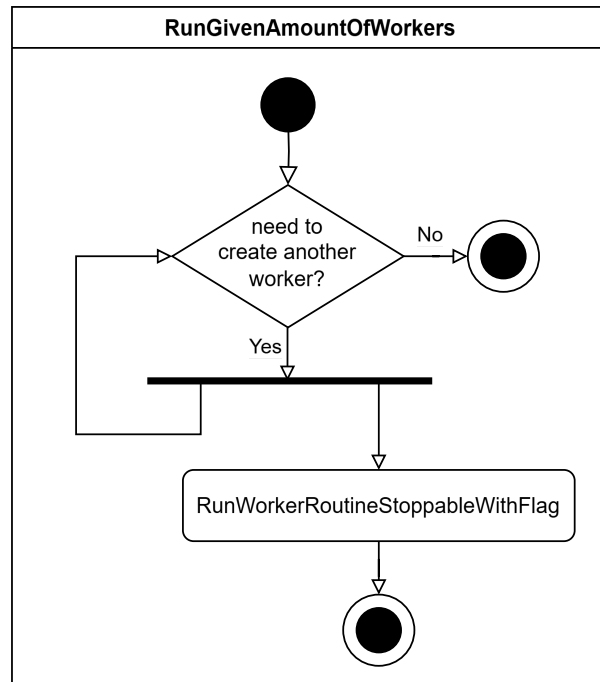 RunGivenAmountOfWorkers
need to
create another
worker?
No
Yes
RunWorkerRoutineStoppableWithFlag